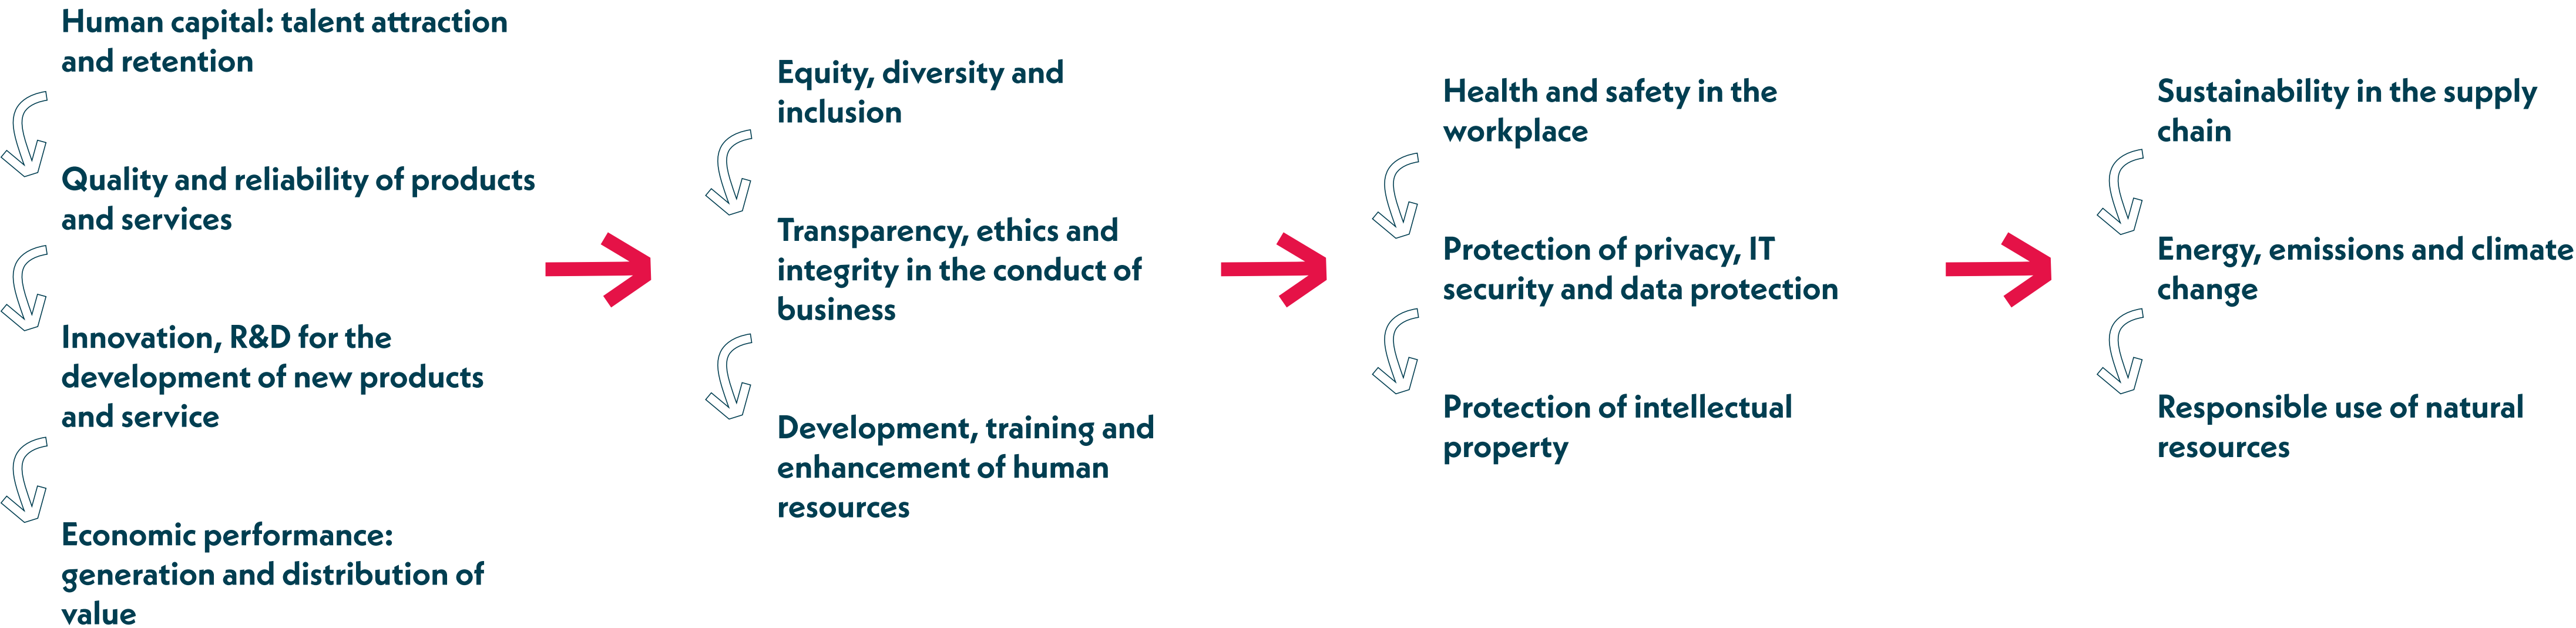 Human capital: talent attraction
and retention
Quality and reliability of products
and services
Innovation, R&D for the
development of new products
and service
Economic performance:
generation and distribution of
value
Equity, diversity and
inclusion
Transparency, ethics and
integrity in the conduct of
business
Development, training and
enhancement of human
resources
Health and safety in the
workplace
Protection of privacy, IT
security and data protection
Protection of intellectual
property
Sustainability in the supply
chain
Energy, emissions and climate
change
Responsible use of natural
resources